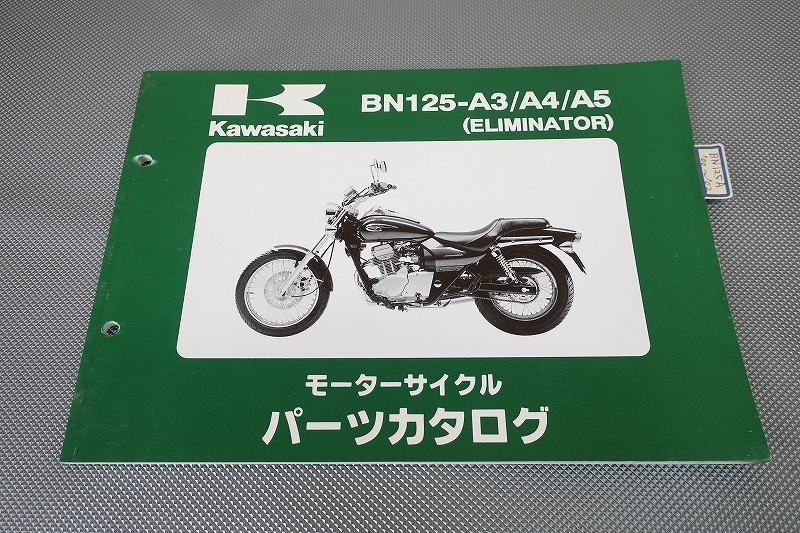 Kawasaki
BN125-A3/A4/A5
(ELIMINATOR)
モーターサイクル
パーツカタログ
BN125A